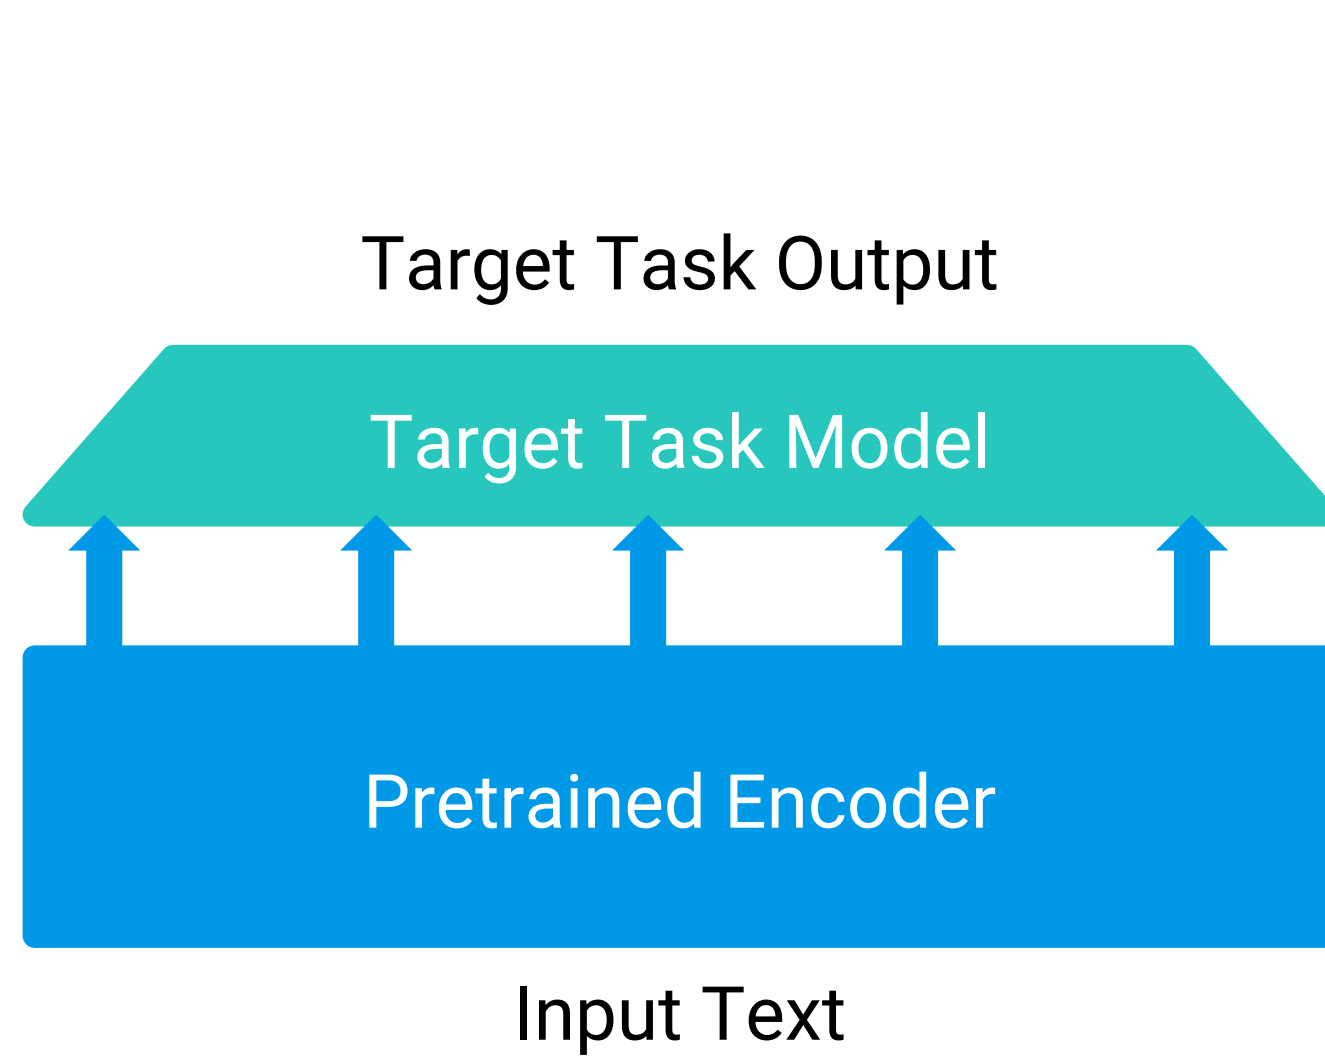 Target Task Output
Target Task Model
Pretrained Encoder
Input Text